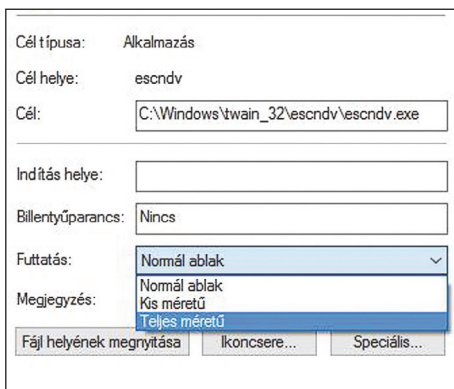 Cél típusa: Alkalmazás
Cél helye: escndv
Cél: C:\Windows\twain_32\escndv\escndv.exe
Indítás helye:
Billentyűparancs: Nincs
Futtatás: Normál ablak
Normál ablak
Megjegyzés: Kis méretű
Teljes méretű
Fájl helyének megnyitása Ikoncsere... Speciális...